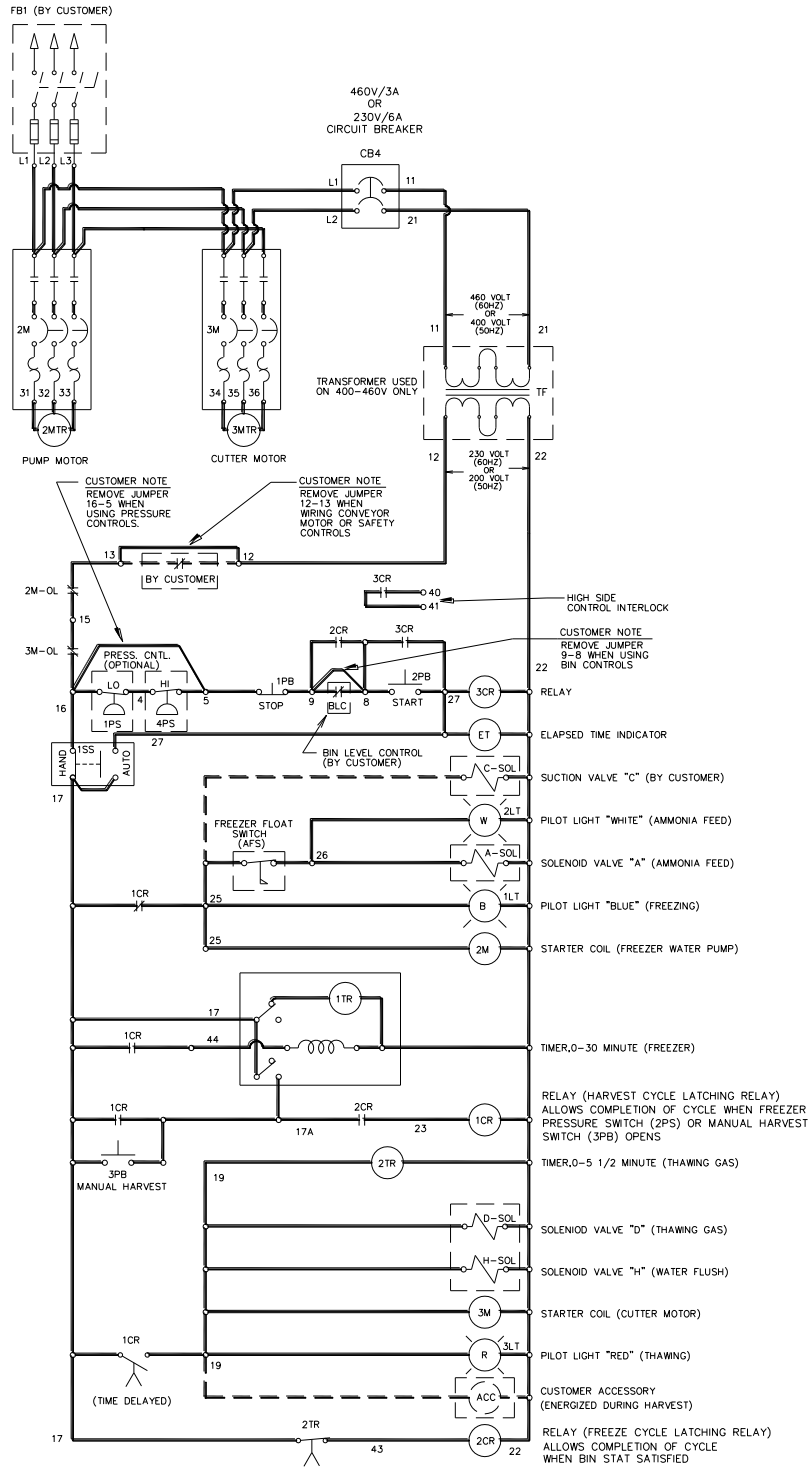 FB1 (BY CUSTOMER)
460V/3A
OR
230V/6A
CIRCUIT BREAKER
CB4
L1 L2 L3
L1
11
L2
21
460 VOLT
(60HZ)
OR
400 VOLT
(50HZ)
11
21
2M
3M
31 32 33
34 35 36
TRANSFORMER USED
ON 400-460V ONLY
TF
2MTR
3MTR
PUMP MOTOR
CUTTER MOTOR
12
22
230 VOLT
(60HZ)
OR
200 VOLT
(50HZ)
CUSTOMER NOTE
REMOVE JUMPER
16-5 WHEN
USING PRESSURE
CONTROLS.
CUSTOMER NOTE
REMOVE JUMPER
12-13 WHEN
WIRING CONVEYOR
MOTOR OR SAFETY
CONTROLS
13
12
BY CUSTOMER
2M-OL
15
3M-OL
3CR
40
41
HIGH SIDE
CONTROL INTERLOCK
CUSTOMER NOTE
REMOVE JUMPER
9-8 WHEN USING
BIN CONTROLS
PRESS. CNTL.
(OPTIONAL)
2CR
3CR
22
LO
HI
16
4
5
1PS
4PS
1PB
STOP
9
BLC
8
2PB
START
27
3CR
RELAY
27
ET
ELAPSED TIME INDICATOR
BIN LEVEL CONTROL
(BY CUSTOMER)
HAND
1SS
AUTO
17
C-SOL
SUCTION VALVE "C" (BY CUSTOMER)
W
2LT
PILOT LIGHT "WHITE" (AMMONIA FEED)
FREEZER FLOAT
SWITCH
(AFS)
26
A-SOL
SOLENOID VALVE "A" (AMMONIA FEED)
1CR
25
B
1LT
PILOT LIGHT "BLUE" (FREEZING)
25
2M
STARTER COIL (FREEZER WATER PUMP)
1TR
17
1CR
44
TIMER,0-30 MINUTE (FREEZER)
1CR
2CR
17A
23
1CR
RELAY (HARVEST CYCLE LATCHING RELAY)
ALLOWS COMPLETION OF CYCLE WHEN FREEZER
PRESSURE SWITCH (2PS) OR MANUAL HARVEST
SWITCH (3PB) OPENS
3PB
MANUAL HARVEST
19
2TR
TIMER,0-5 1/2 MINUTE (THAWING GAS)
D-SOL
SOLENIOD VALVE "D" (THAWING GAS)
H-SOL
SOLENOID VALVE "H" (WATER FLUSH)
3M
STARTER COIL (CUTTER MOTOR)
1CR
(TIME DELAYED)
19
R
3LT
PILOT LIGHT "RED" (THAWING)
ACC
CUSTOMER ACCESSORY
(ENERGIZED DURING HARVEST)
17
2TR
43
2CR
22
RELAY (FREEZE CYCLE LATCHING RELAY)
ALLOWS COMPLETION OF CYCLE
WHEN BIN STAT SATISFIED